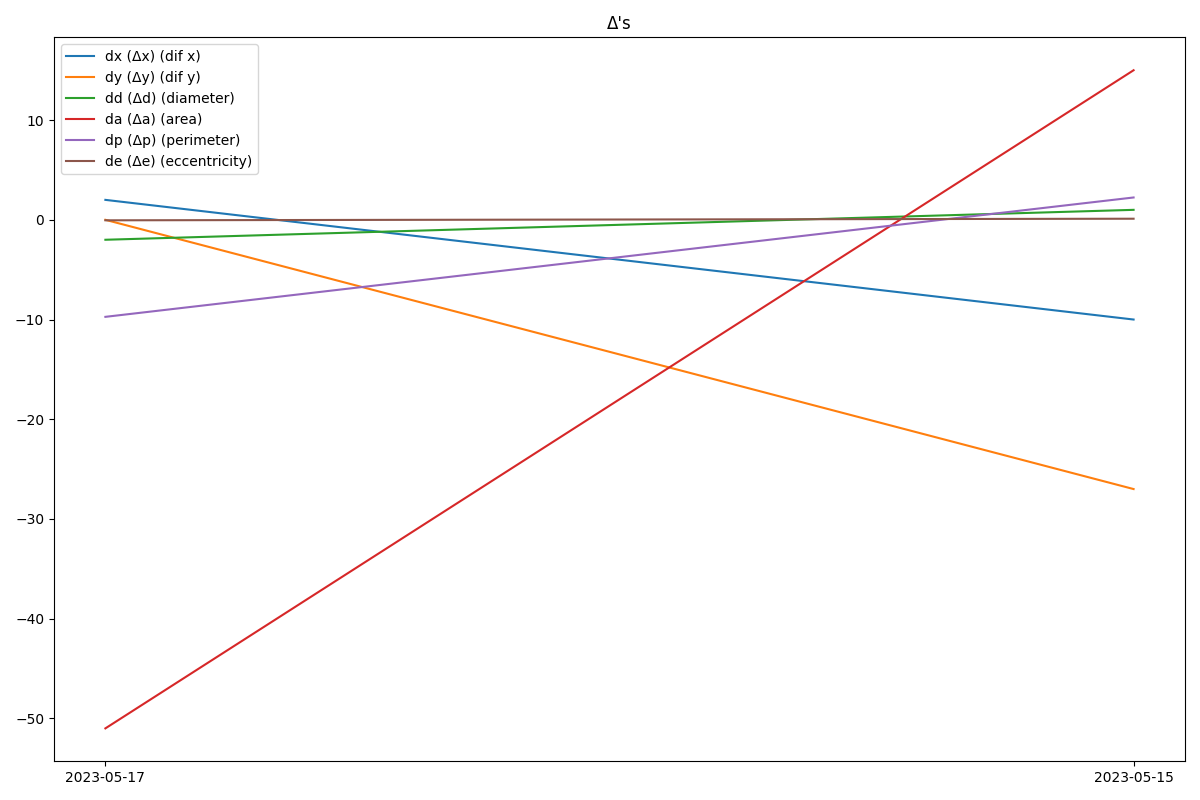 Δ's
dx (Δx) (dif x)
dy (Δy) (dif y)
dd (Δd) (diameter)
da (Δa) (area)
dp (Δp) (perimeter)
de (Δe) (eccentricity)
10
0
−10
−20
−30
−40
−50
2023-05-17 2023-05-15